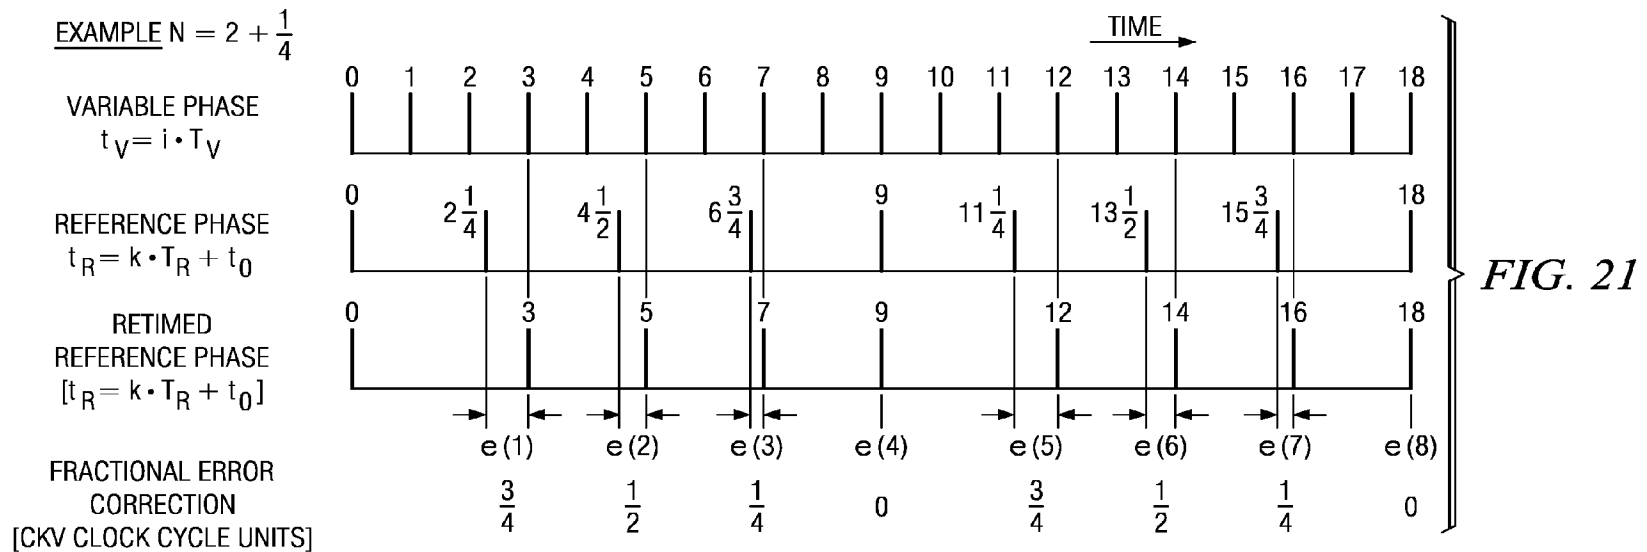 EXAMPLE N = 2 + 1/4
TIME
0 1 2 3 4 5 6 7 8 9 10 11 12 13 14 15 16 17 18
VARIABLE PHASE
t_V = i • T_V
0 2 1/4 4 1/2 6 3/4 9 11 1/4 13 1/2 15 3/4 18
REFERENCE PHASE
t_R = k • T_R + t_0
FIG. 21
0 3 5 7 9 12 14 16 18
RETIMED
REFERENCE PHASE
[t_R = k • T_R + t_0]
e (1) e (2) e (3) e (4) e (5) e (6) e (7) e (8)
FRACTIONAL ERROR
CORRECTION
[CKV CLOCK CYCLE UNITS]
3/4 1/2 1/4 0 3/4 1/2 1/4 0